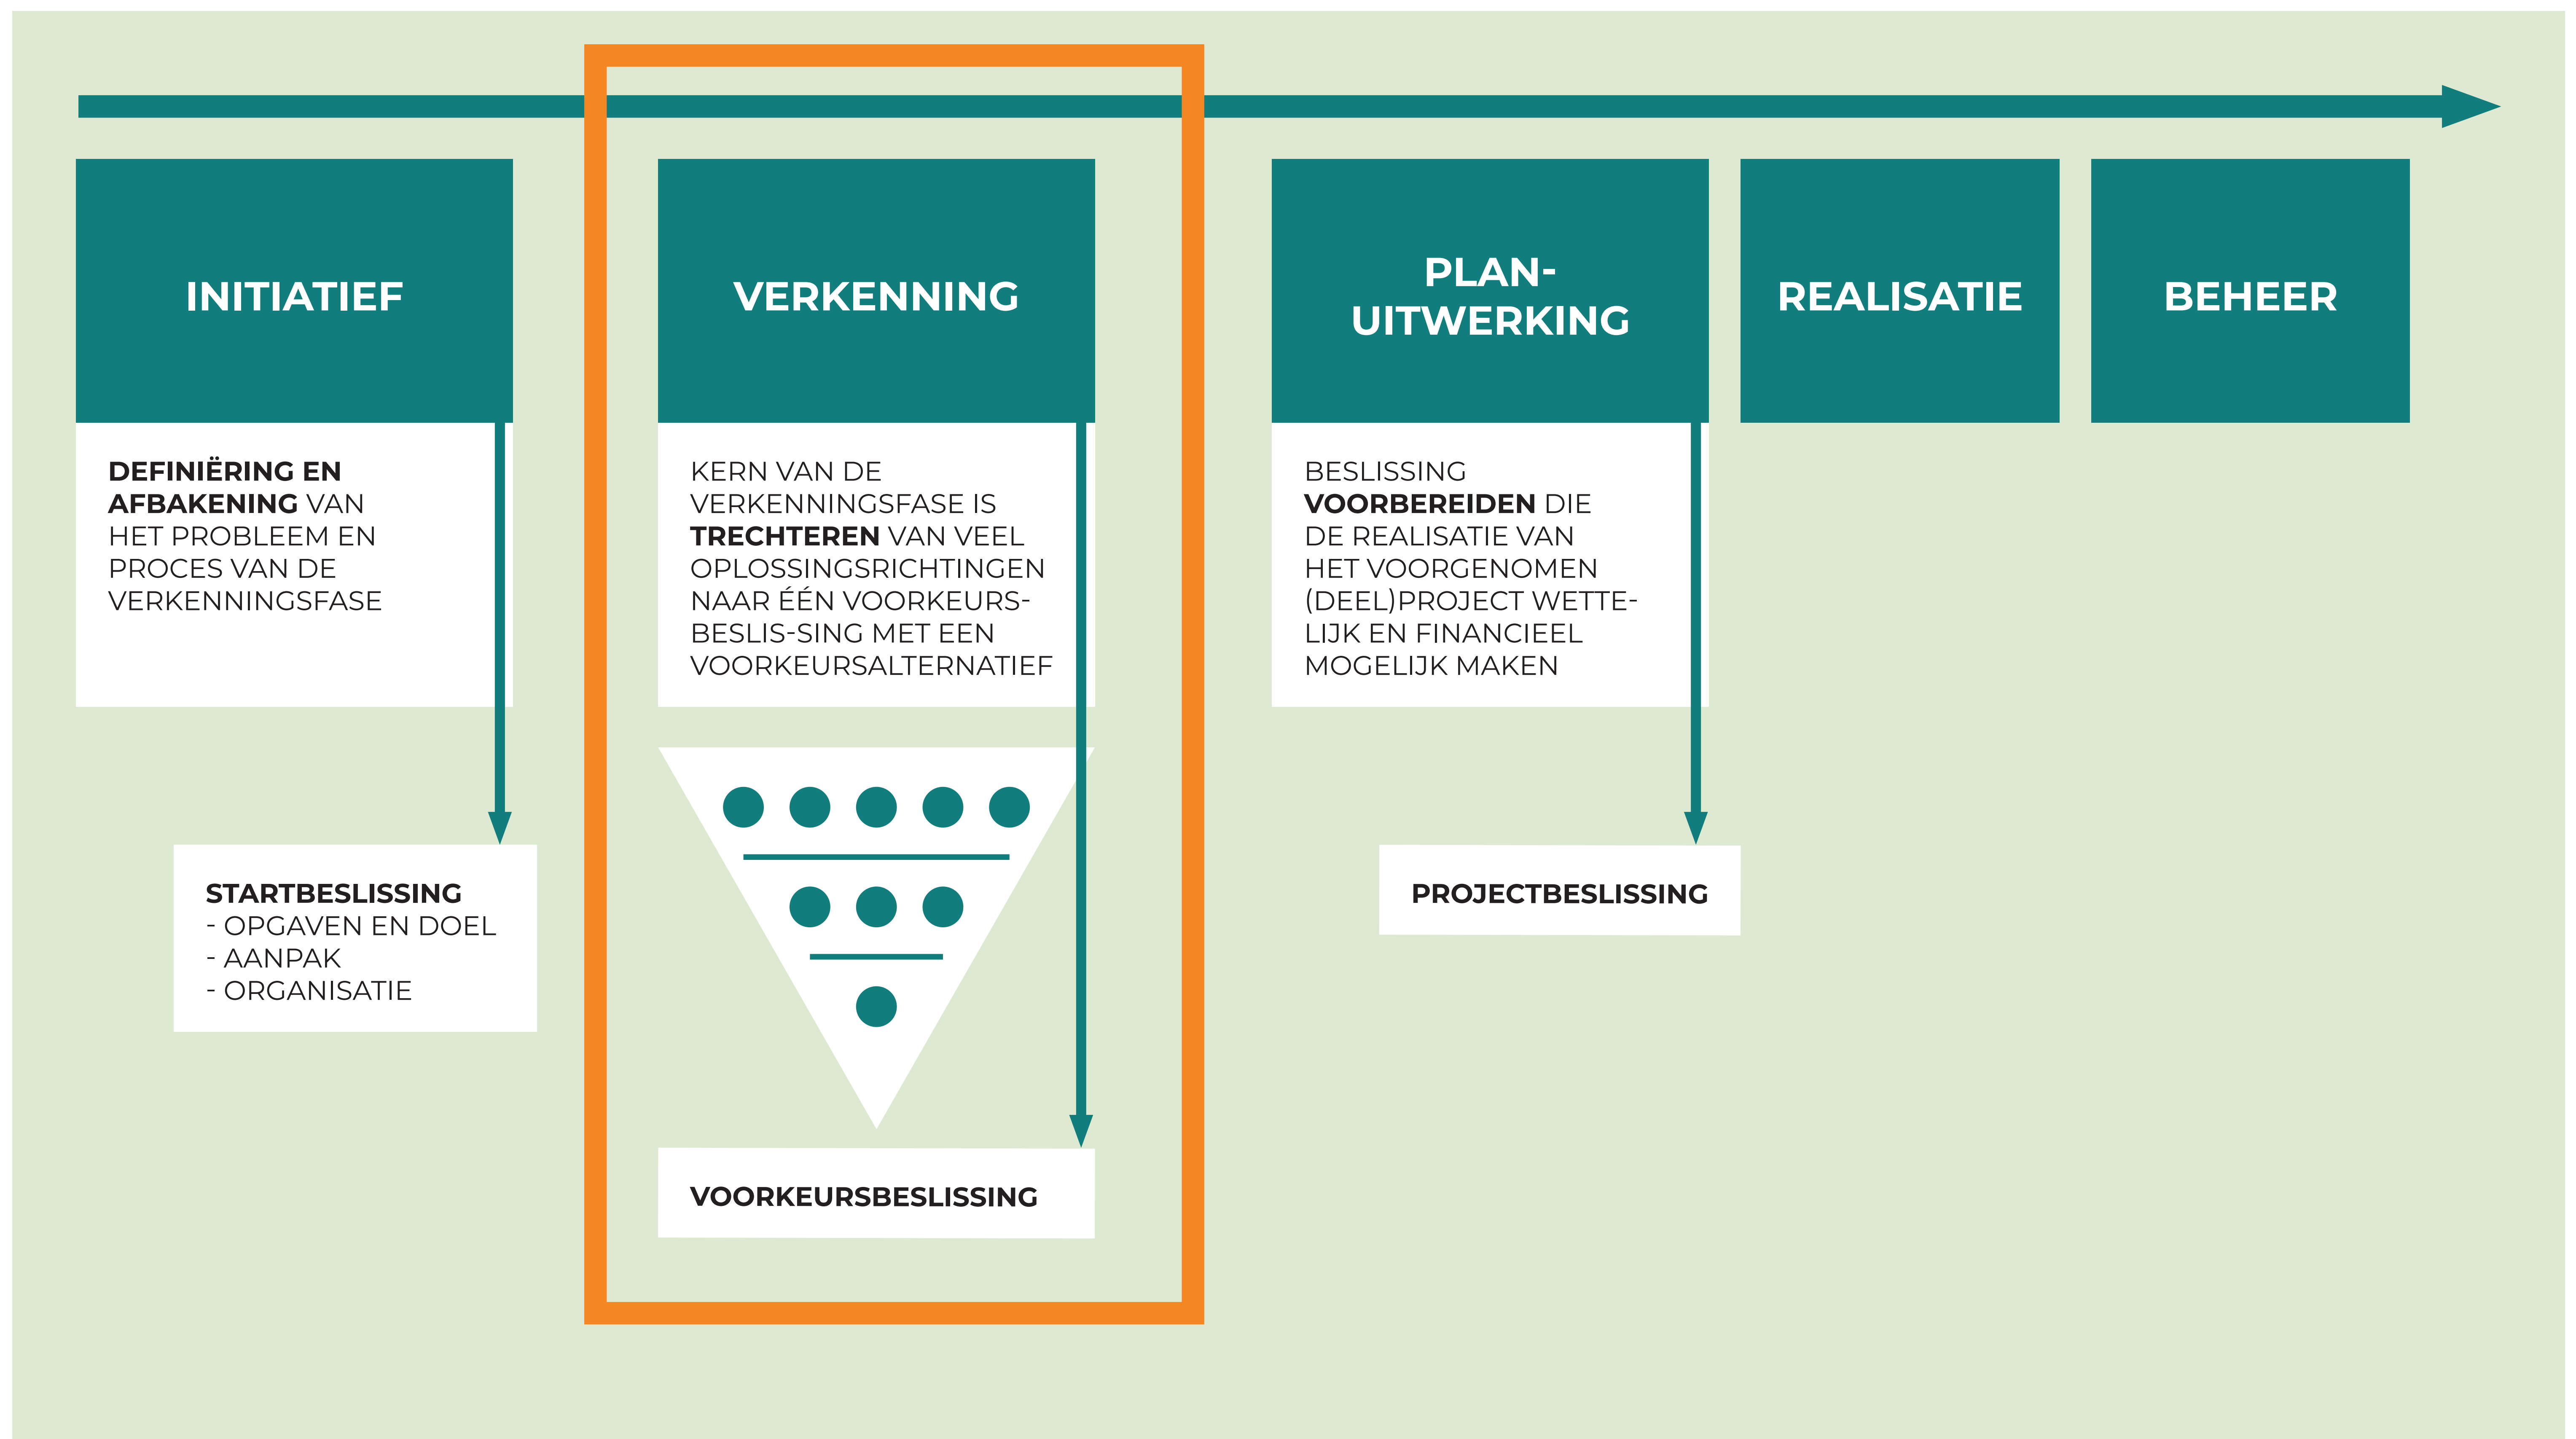 INITIATIEF
DEFINIËRING EN
AFBAKENING VAN
HET PROBLEEM EN
PROCES VAN DE
VERKENNINGSFASE
STARTBESLISSING
- OPGAVEN EN DOEL
- AANPAK
- ORGANISATIE
VERKENNING
KERN VAN DE
VERKENNINGSFASE IS
TRECHTEREN VAN VEEL
OPLOSSINGSRICHTINGEN
NAAR ÉÉN VOORKEURS-
BESLIS-SING MET EEN
VOORKEURSALTERNATIEF
VOORKEURSBESLISSING
PLAN-
UITWERKING
BESLISSING
VOORBEREIDEN DIE
DE REALISATIE VAN
HET VOORGENOMEN
(DEEL)PROJECT WETTE-
LIJK EN FINANCIEEL
MOGELIJK MAKEN
PROJECTBESLISSING
REALISATIE
BEHEER